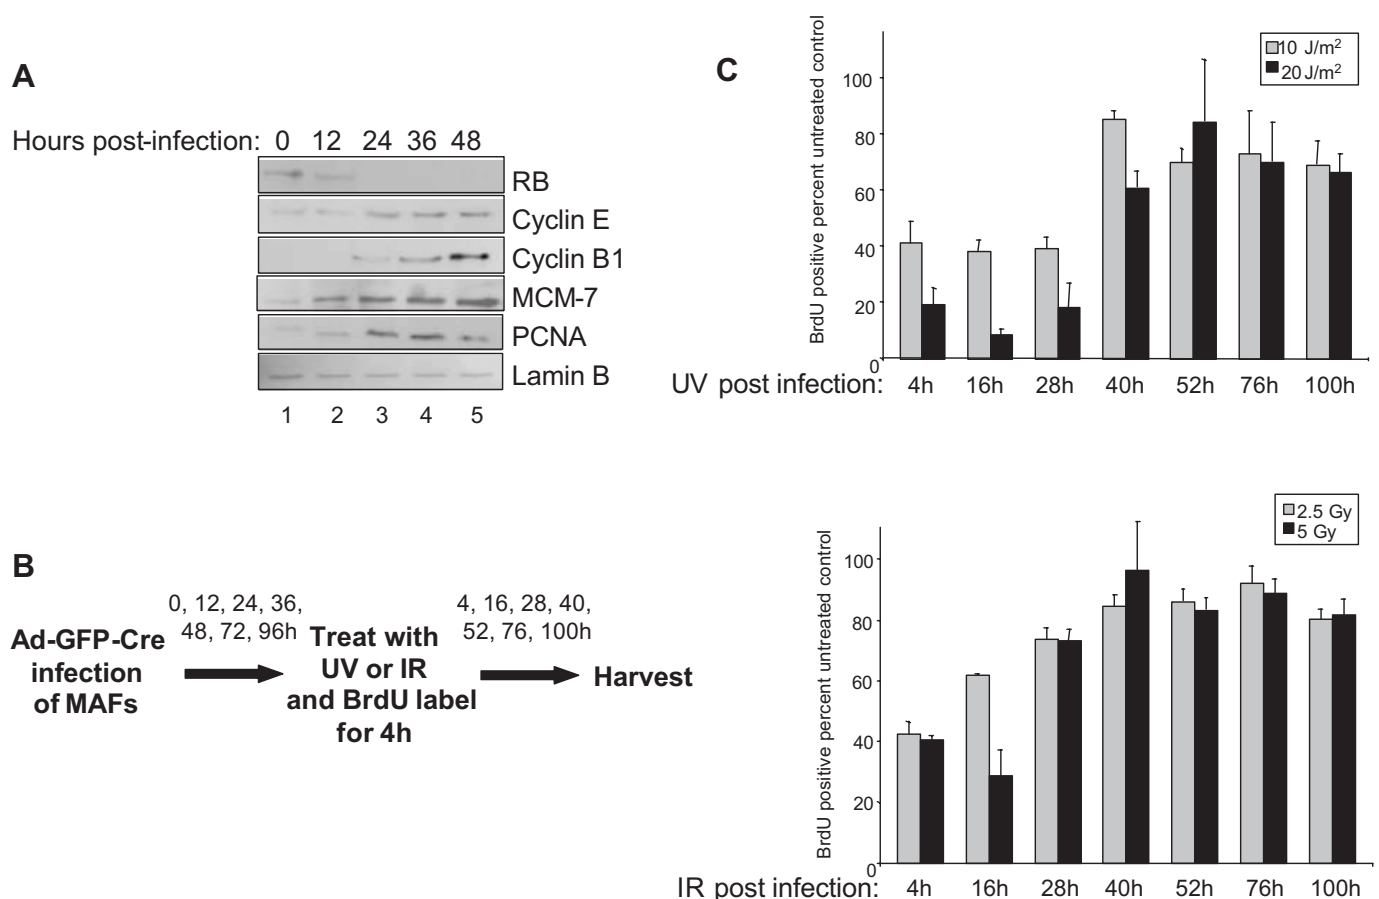 A
Hours post-infection: 0 12 24 36 48
RB
Cyclin E
Cyclin B1
MCM-7
PCNA
Lamin B
1 2 3 4 5
B
Ad-GFP-Cre
infection
of MAFs
0, 12, 24, 36,
48, 72, 96h
Treat with
UV or IR
and BrdU label
for 4h
4, 16, 28, 40,
52, 76, 100h
Harvest
C
BrdU positive percent untreated control
100
80
60
40
20
0
10 J/m²
20 J/m²
UV post infection: 4h 16h 28h 40h 52h 76h 100h
BrdU positive percent untreated control
100
80
60
40
20
0
2.5 Gy
5 Gy
IR post infection: 4h 16h 28h 40h 52h 76h 100h